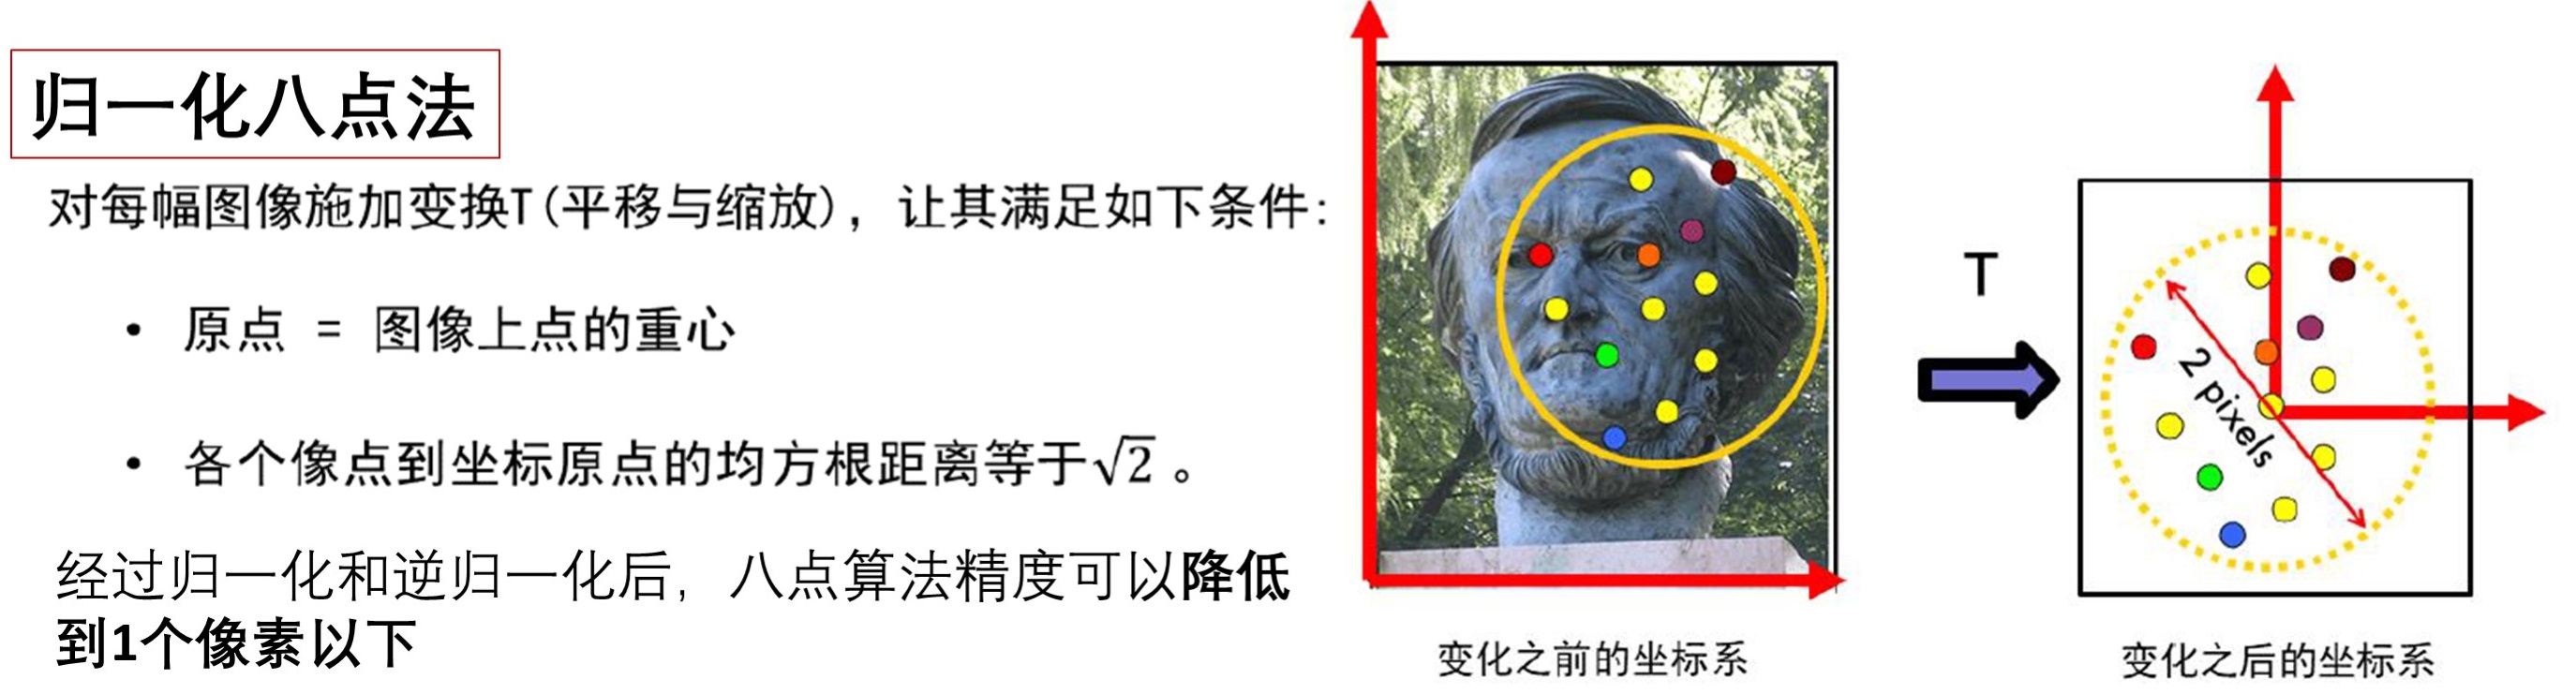 归一化八点法
对每幅图像施加变换T(平移与缩放)，让其满足如下条件：
• 原点 = 图像上点的重心
• 各个像点到坐标原点的均方根距离等于√2 。
经过归一化和逆归一化后，八点算法精度可以降低
到1个像素以下
变化之前的坐标系
T
2 pixels
变化之后的坐标系